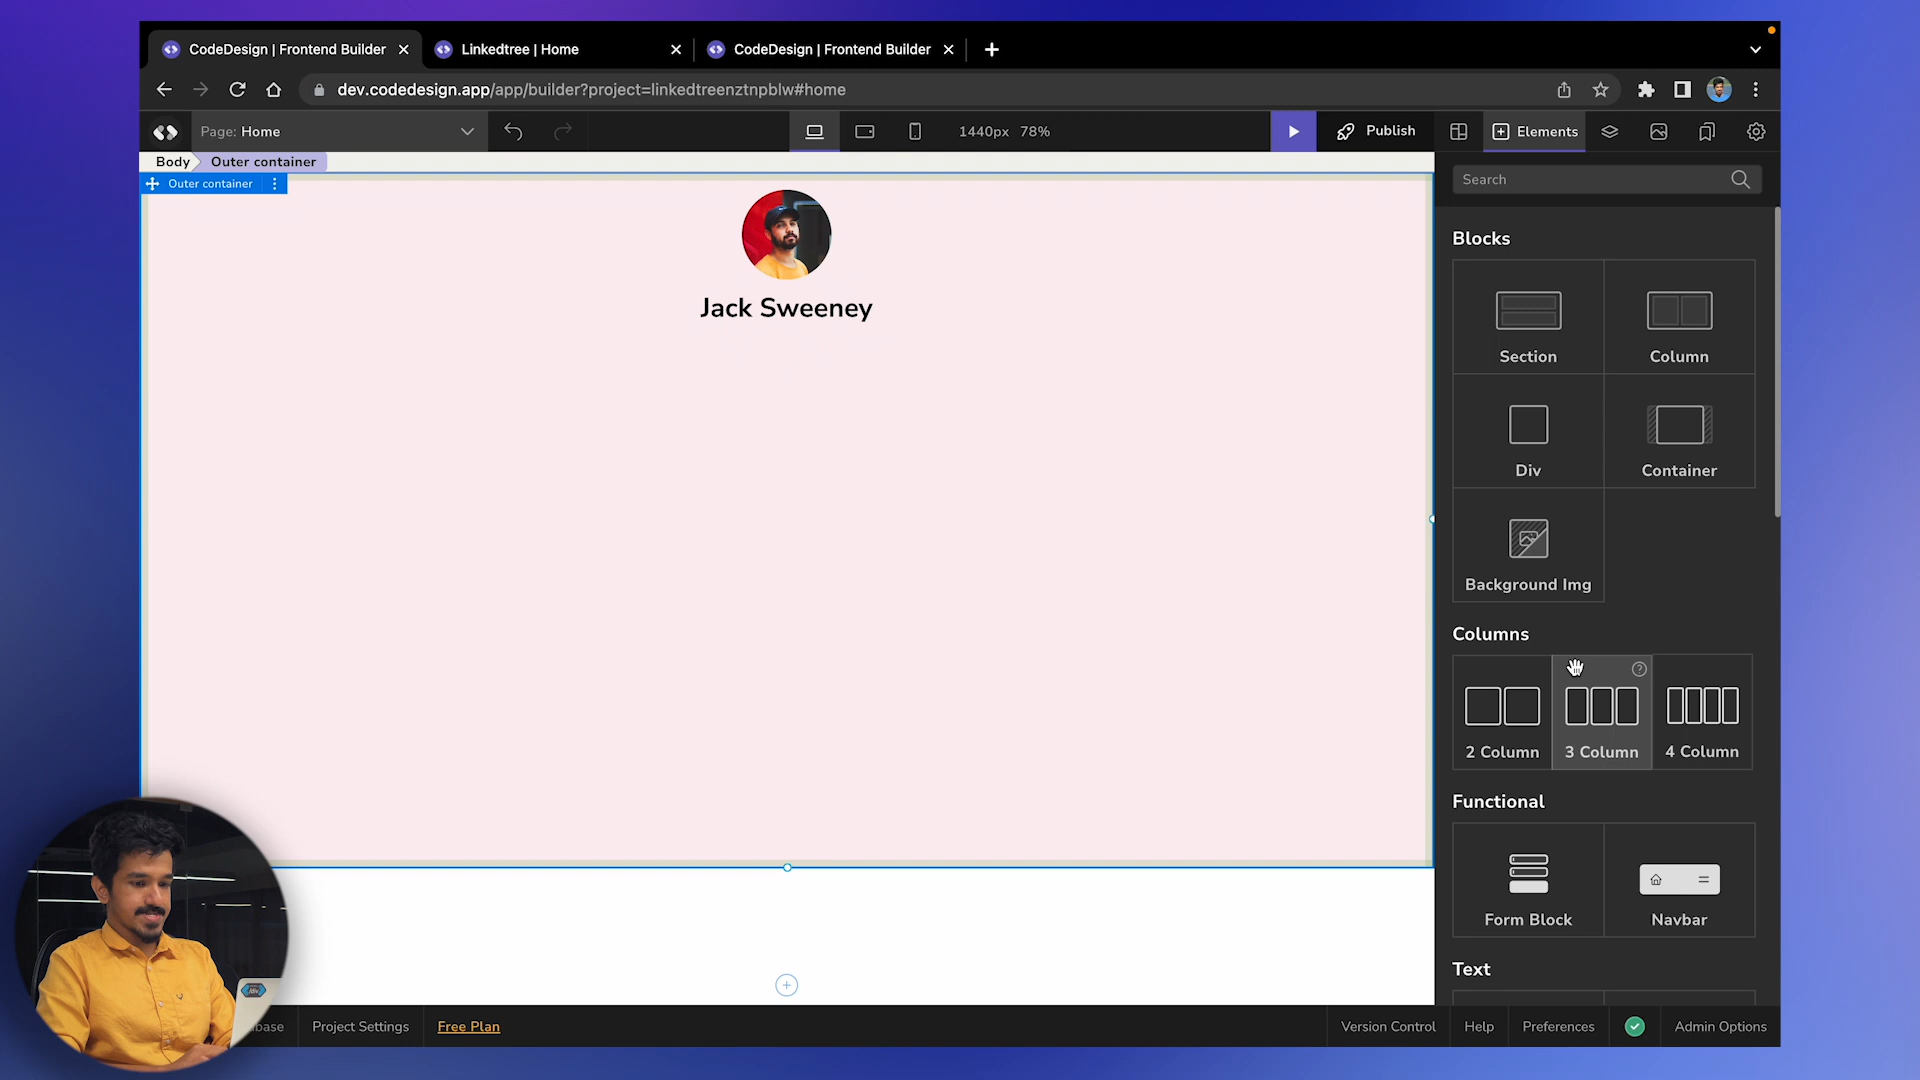 CodeDesign | Frontend Builder
Linkedtree | Home
CodeDesign | Frontend Builder
dev.codedesign.app/app/builder?project=linkedtreenztnpblw#home
Page: Home
1440px 78%
Publish
Elements
Body
Outer container
Outer container
Search
Jack Sweeney
Blocks
Section
Column
Div
Container
Background Img
Columns
2 Column
3 Column
4 Column
Functional
Form Block
Navbar
Text
Project Settings
Free Plan
Version Control
Help
Preferences
Admin Options